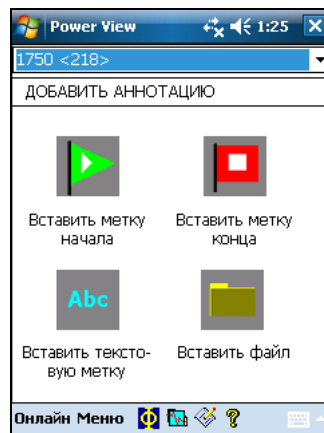 Power View 1:25
1750 <218>
ДОБАВИТЬ АННОТАЦИЮ
Вставить метку начала
Вставить метку конца
Abc
Вставить тексто-
вую метку
Вставить файл
Онлайн Меню Ф ?